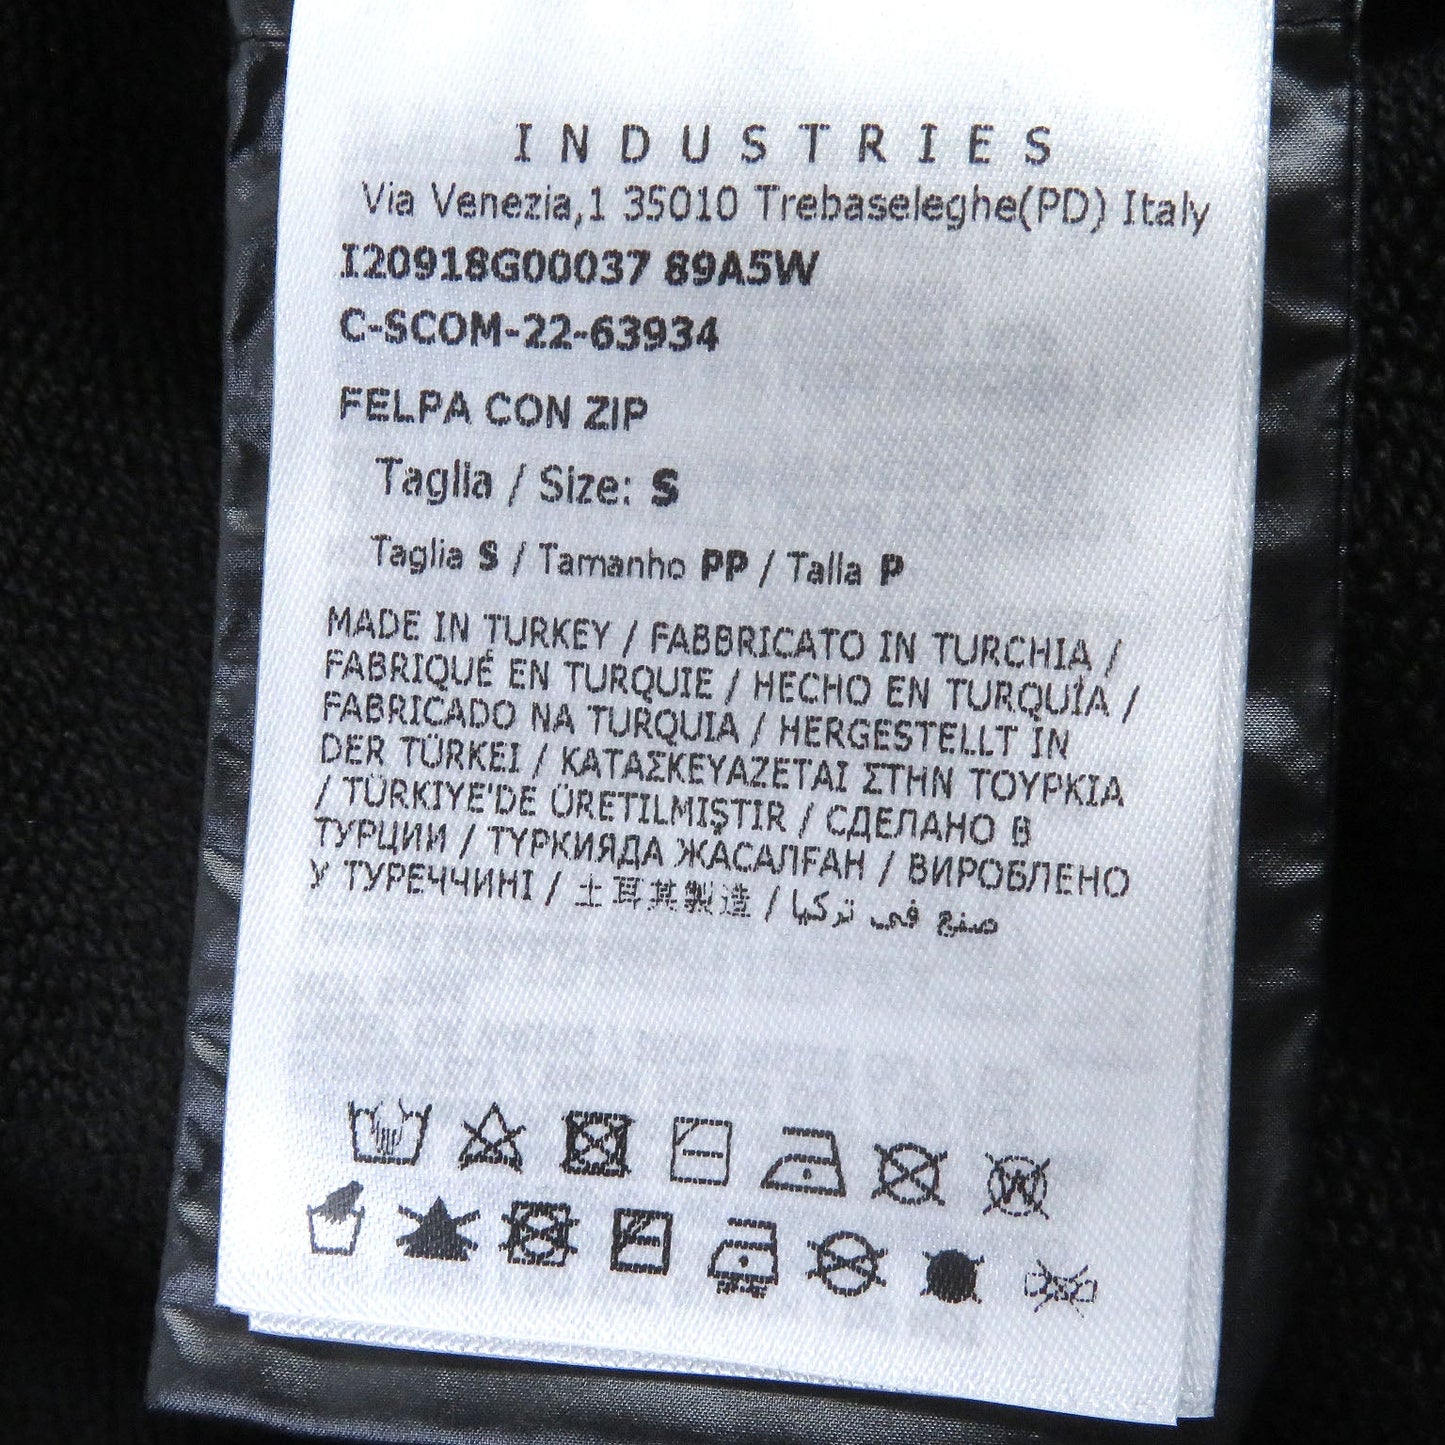 INDUSTRIES
Via Venezia,1 35010 Trebaseleghe(PD) Italy
I20918G00037 89A5W
C-SCOM-22-63934
FELPA CON ZIP
Taglia / Size: S
Taglia S / Tamanho PP / Talla P
MADE IN TURKEY / FABBRICATO IN TURCHIA /
FABRIQUÉ EN TURQUIE / HECHO EN TURQUÍA /
FABRICADO NA TURQUIA / HERGESTELLT IN
DER TÜRKEI / ΚΑΤΑΣΚΕΥΑΖΕΤΑΙ ΣΤΗΝ ΤΟΥΡΚΙΑ
/ TÜRKIYE'DE ÜRETILMIŞTIR / СДЕЛАНО В
ТУРЦИИ / ТҮРКИЯДА ЖАСАЛҒАН / ВИРОБЛЕНО
У ТУРЕЧЧИНІ / 土耳其製造 / صنع في تركيا
W